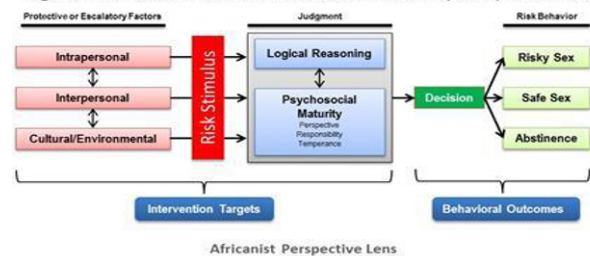 Protective or Escalatory Factors
Judgment
Risk Behavior
Intrapersonal
Interpersonal
Cultural/Environmental
Risk Stimulus
Logical Reasoning
Psychosocial
Maturity
Perspective
Responsibility
Temperance
Decision
Risky Sex
Safe Sex
Abstinence
Intervention Targets
Behavioral Outcomes
Africanist Perspective Lens